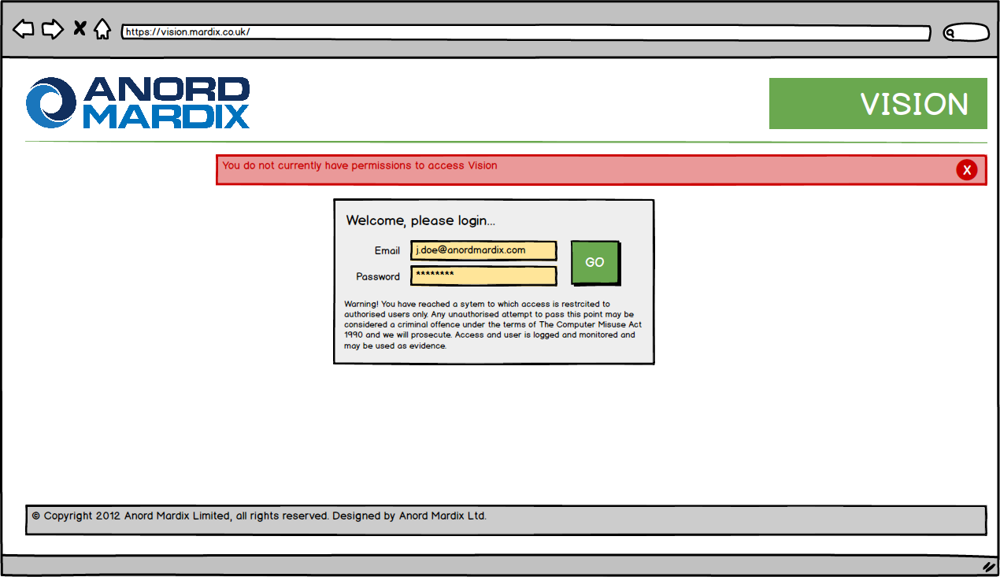 https://vision.mardix.co.uk/
ANORD
MARDIX
VISION
You do not currently have permissions to access Vision
X
Welcome, please login...
Email
j.doe@anordmardix.com
GO
Password
********
Warning! You have reached a sytem to which access is restrcited to
authorised users only. Any unauthorised attempt to pass this point may be
considered a criminal offence under the terms of The Computer Misuse Act
1990 and we will prosecute. Access and user is logged and monitored and
may be used as evidence.
© Copyright 2012 Anord Mardix Limited, all rights reserved. Designed by Anord Mardix Ltd.